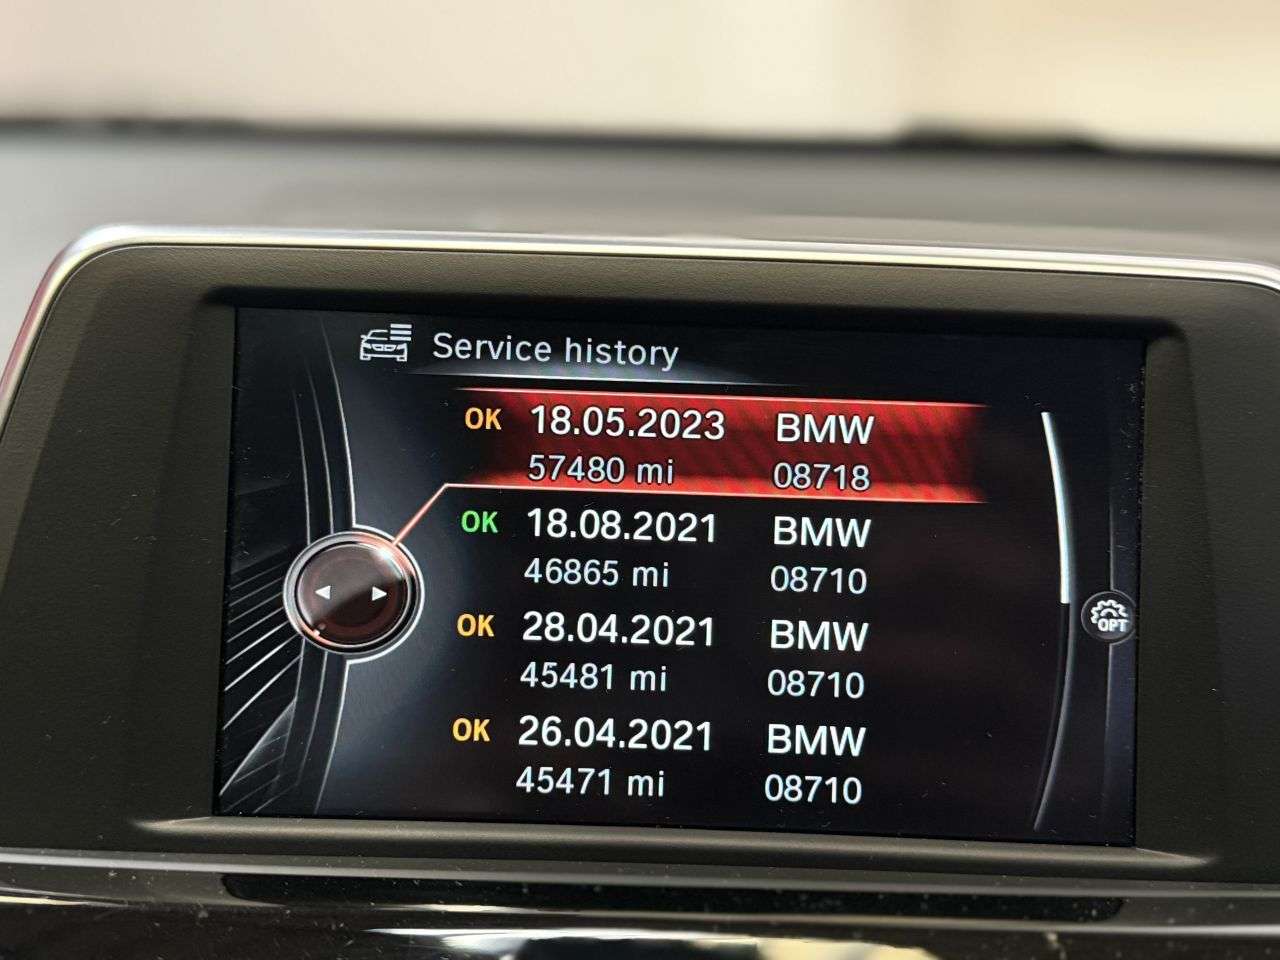 Service history
OK 18.05.2023 BMW
57480 mi 08718
OK 18.08.2021 BMW
46865 mi 08710
OK 28.04.2021 BMW
45481 mi 08710
OK 26.04.2021 BMW
45471 mi 08710
OPT